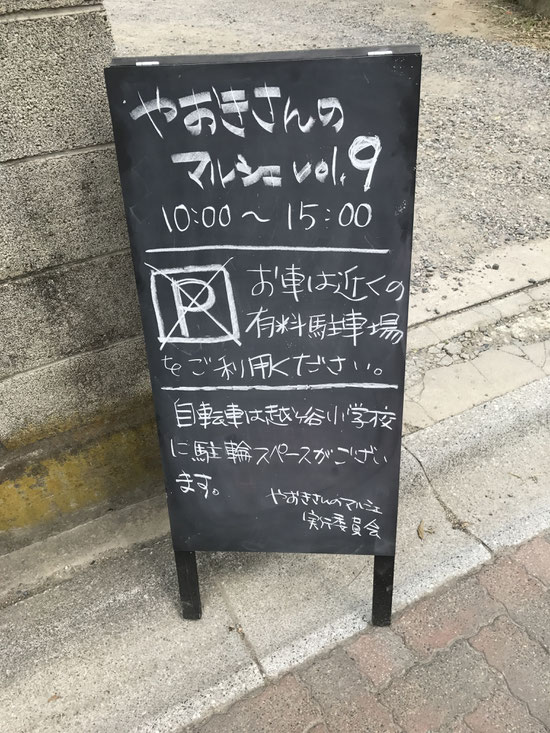 やおきさんの
マルシェ vol.9
10:00～15:00
P
お車は近くの
有料駐車場
をご利用ください。
自転車は越ヶ谷小学校
に駐輪スペースがござい
ます。
やおきさんのマルシェ
実行委員会